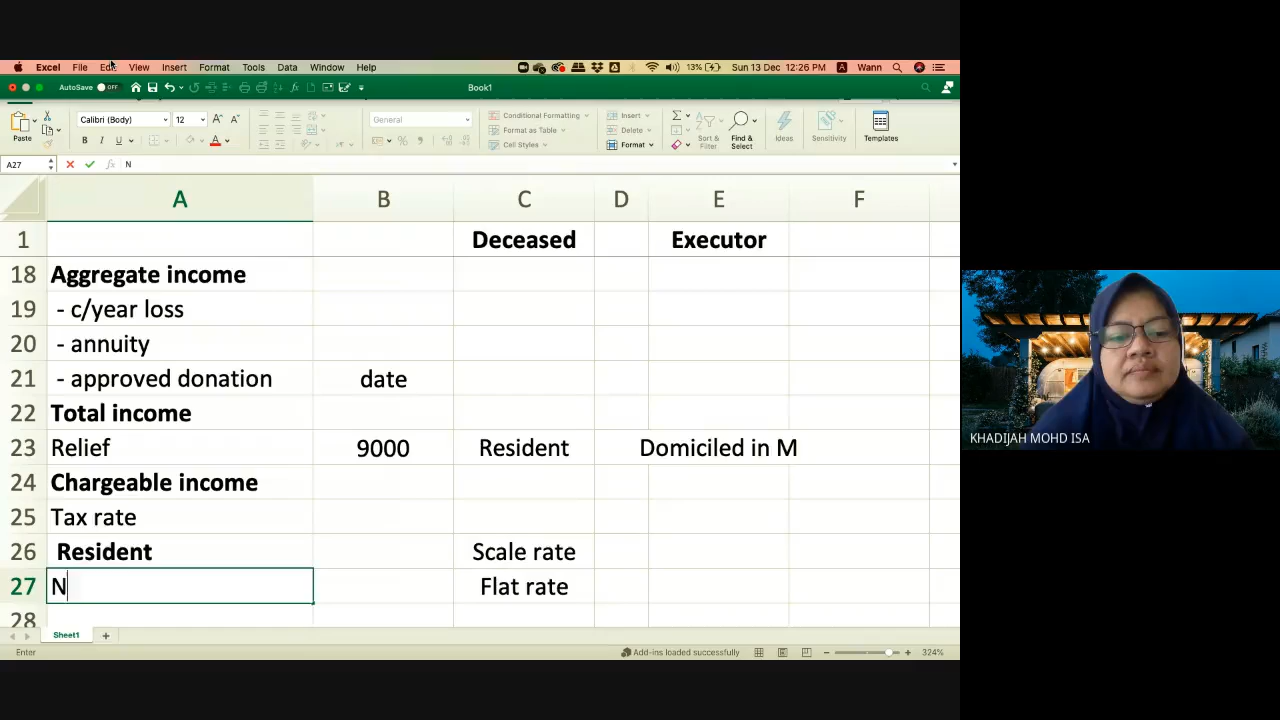 Excel File Edit View Insert Format Tools Data Window Help
13% Sun 13 Dec 12:26 PM A Wann
AutoSave OFF
Book1
Paste
Calibri (Body) 12 A A
B I U A
General
Conditional Formatting
Format as Table
Cell Styles
Insert
Delete
Format
Sort & Filter
Find & Select
Ideas
Sensitivity
Templates
A27 fx N
A B C D E F
1 Deceased Executor
18 Aggregate income
19 - c/year loss
20 - annuity
21 - approved donation date
22 Total income
23 Relief 9000 Resident Domiciled in M
24 Chargeable income
25 Tax rate
26 Resident Scale rate
27 N Flat rate
28
Sheet1 +
Enter
Add-ins loaded successfully
324%
KHADIJAH MOHD ISA